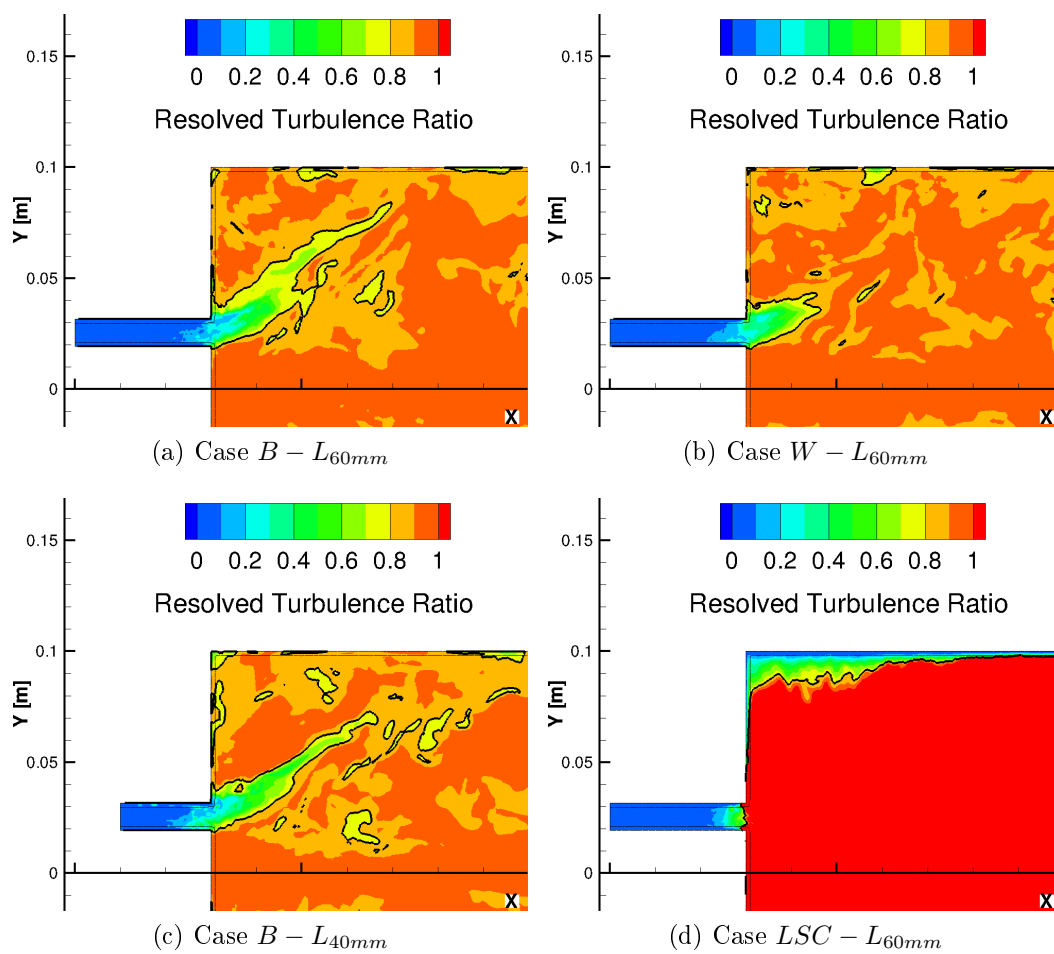 0 0.2 0.4 0.6 0.8 1
Resolved Turbulence Ratio
0.15
0.1
0.05
0
Y [m]
X
(a) Case B − L60mm
0 0.2 0.4 0.6 0.8 1
Resolved Turbulence Ratio
0.15
0.1
0.05
0
Y [m]
X
(b) Case W − L60mm
0 0.2 0.4 0.6 0.8 1
Resolved Turbulence Ratio
0.15
0.1
0.05
0
Y [m]
X
(c) Case B − L40mm
0 0.2 0.4 0.6 0.8 1
Resolved Turbulence Ratio
0.15
0.1
0.05
0
Y [m]
X
(d) Case LSC − L60mm